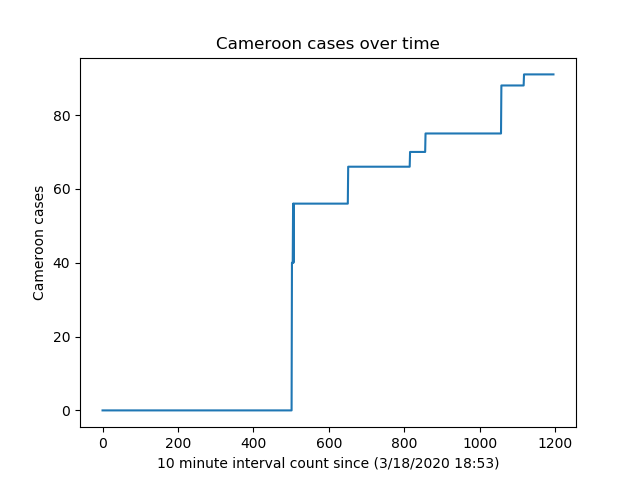 Cameroon cases over time
80
60
40
20
0
Cameroon cases
0 200 400 600 800 1000 1200
10 minute interval count since (3/18/2020 18:53)